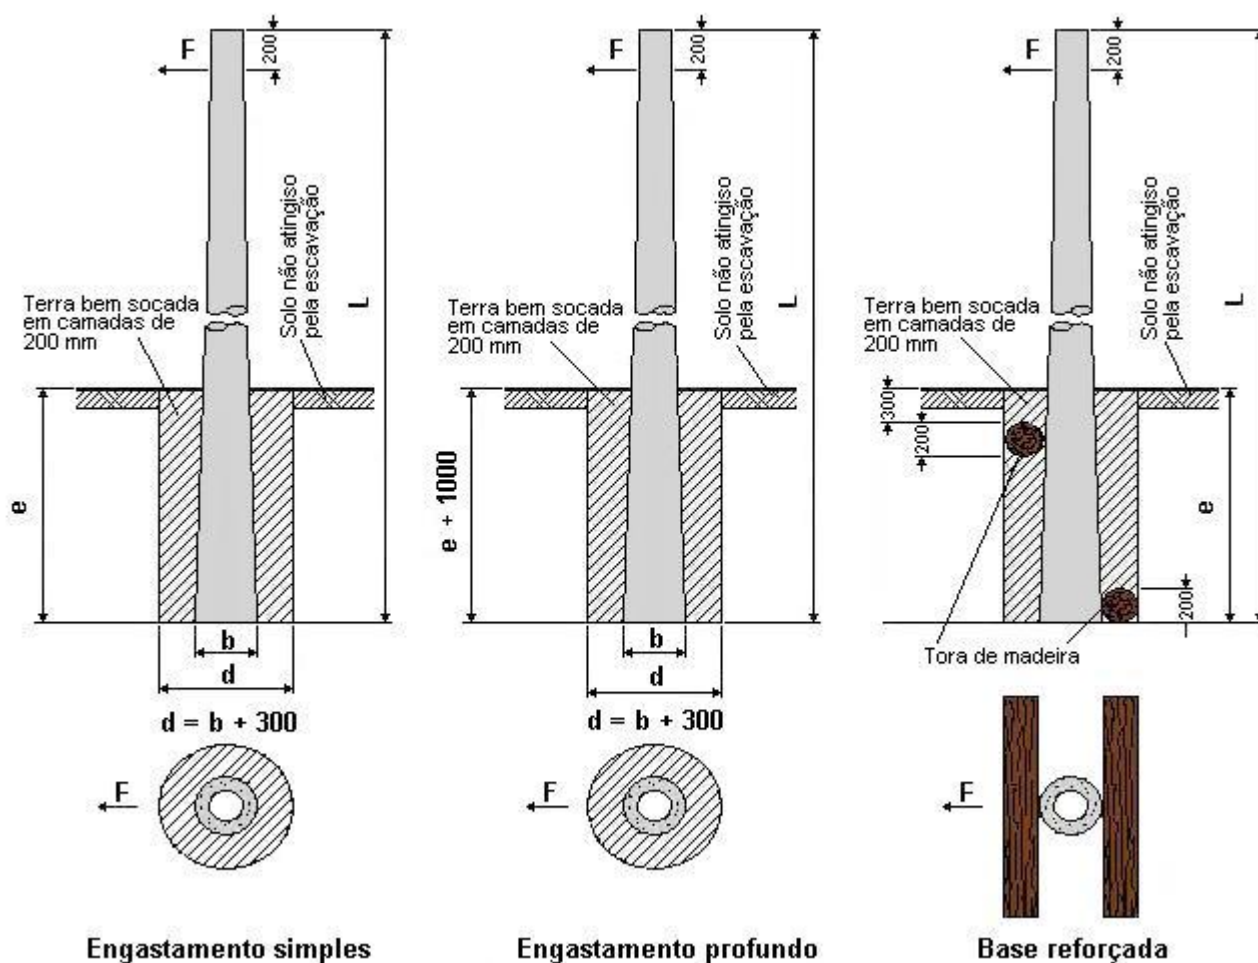 F
200
Solo não atingiso
pela escavação
L
Terra bem socada
em camadas de
200 mm
e
b
d
d = b + 300
F
Engastamento simples
F
200
Solo não atingiso
pela escavação
L
Terra bem socada
em camadas de
200 mm
e + 1000
b
d
d = b + 300
F
Engastamento profundo
F
200
Solo não atingiso
pela escavação
L
Terra bem socada
em camadas de
200 mm
300
200
e
200
Tora de madeira
F
Base reforçada